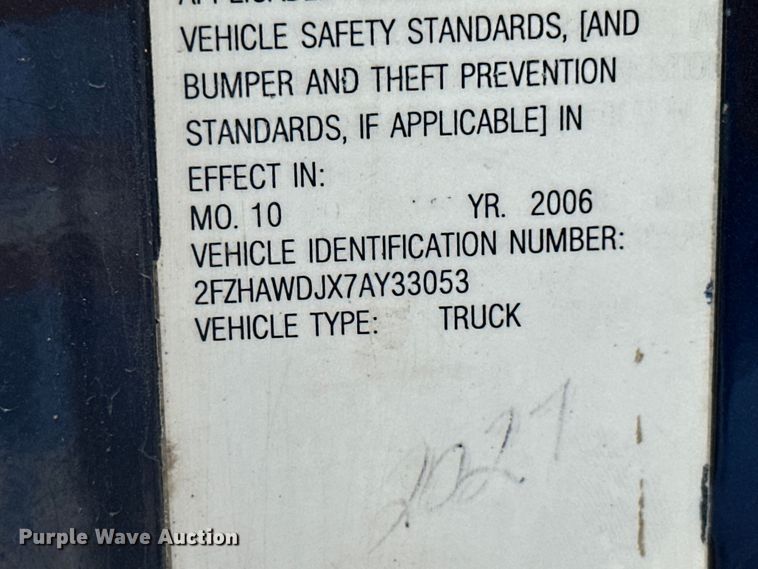 VEHICLE SAFETY STANDARDS, [AND
BUMPER AND THEFT PREVENTION
STANDARDS, IF APPLICABLE] IN
EFFECT IN:
MO. 10 YR. 2006
VEHICLE IDENTIFICATION NUMBER:
2FZHAWDJX7AY33053
VEHICLE TYPE: TRUCK
2027
Purple Wave Auction